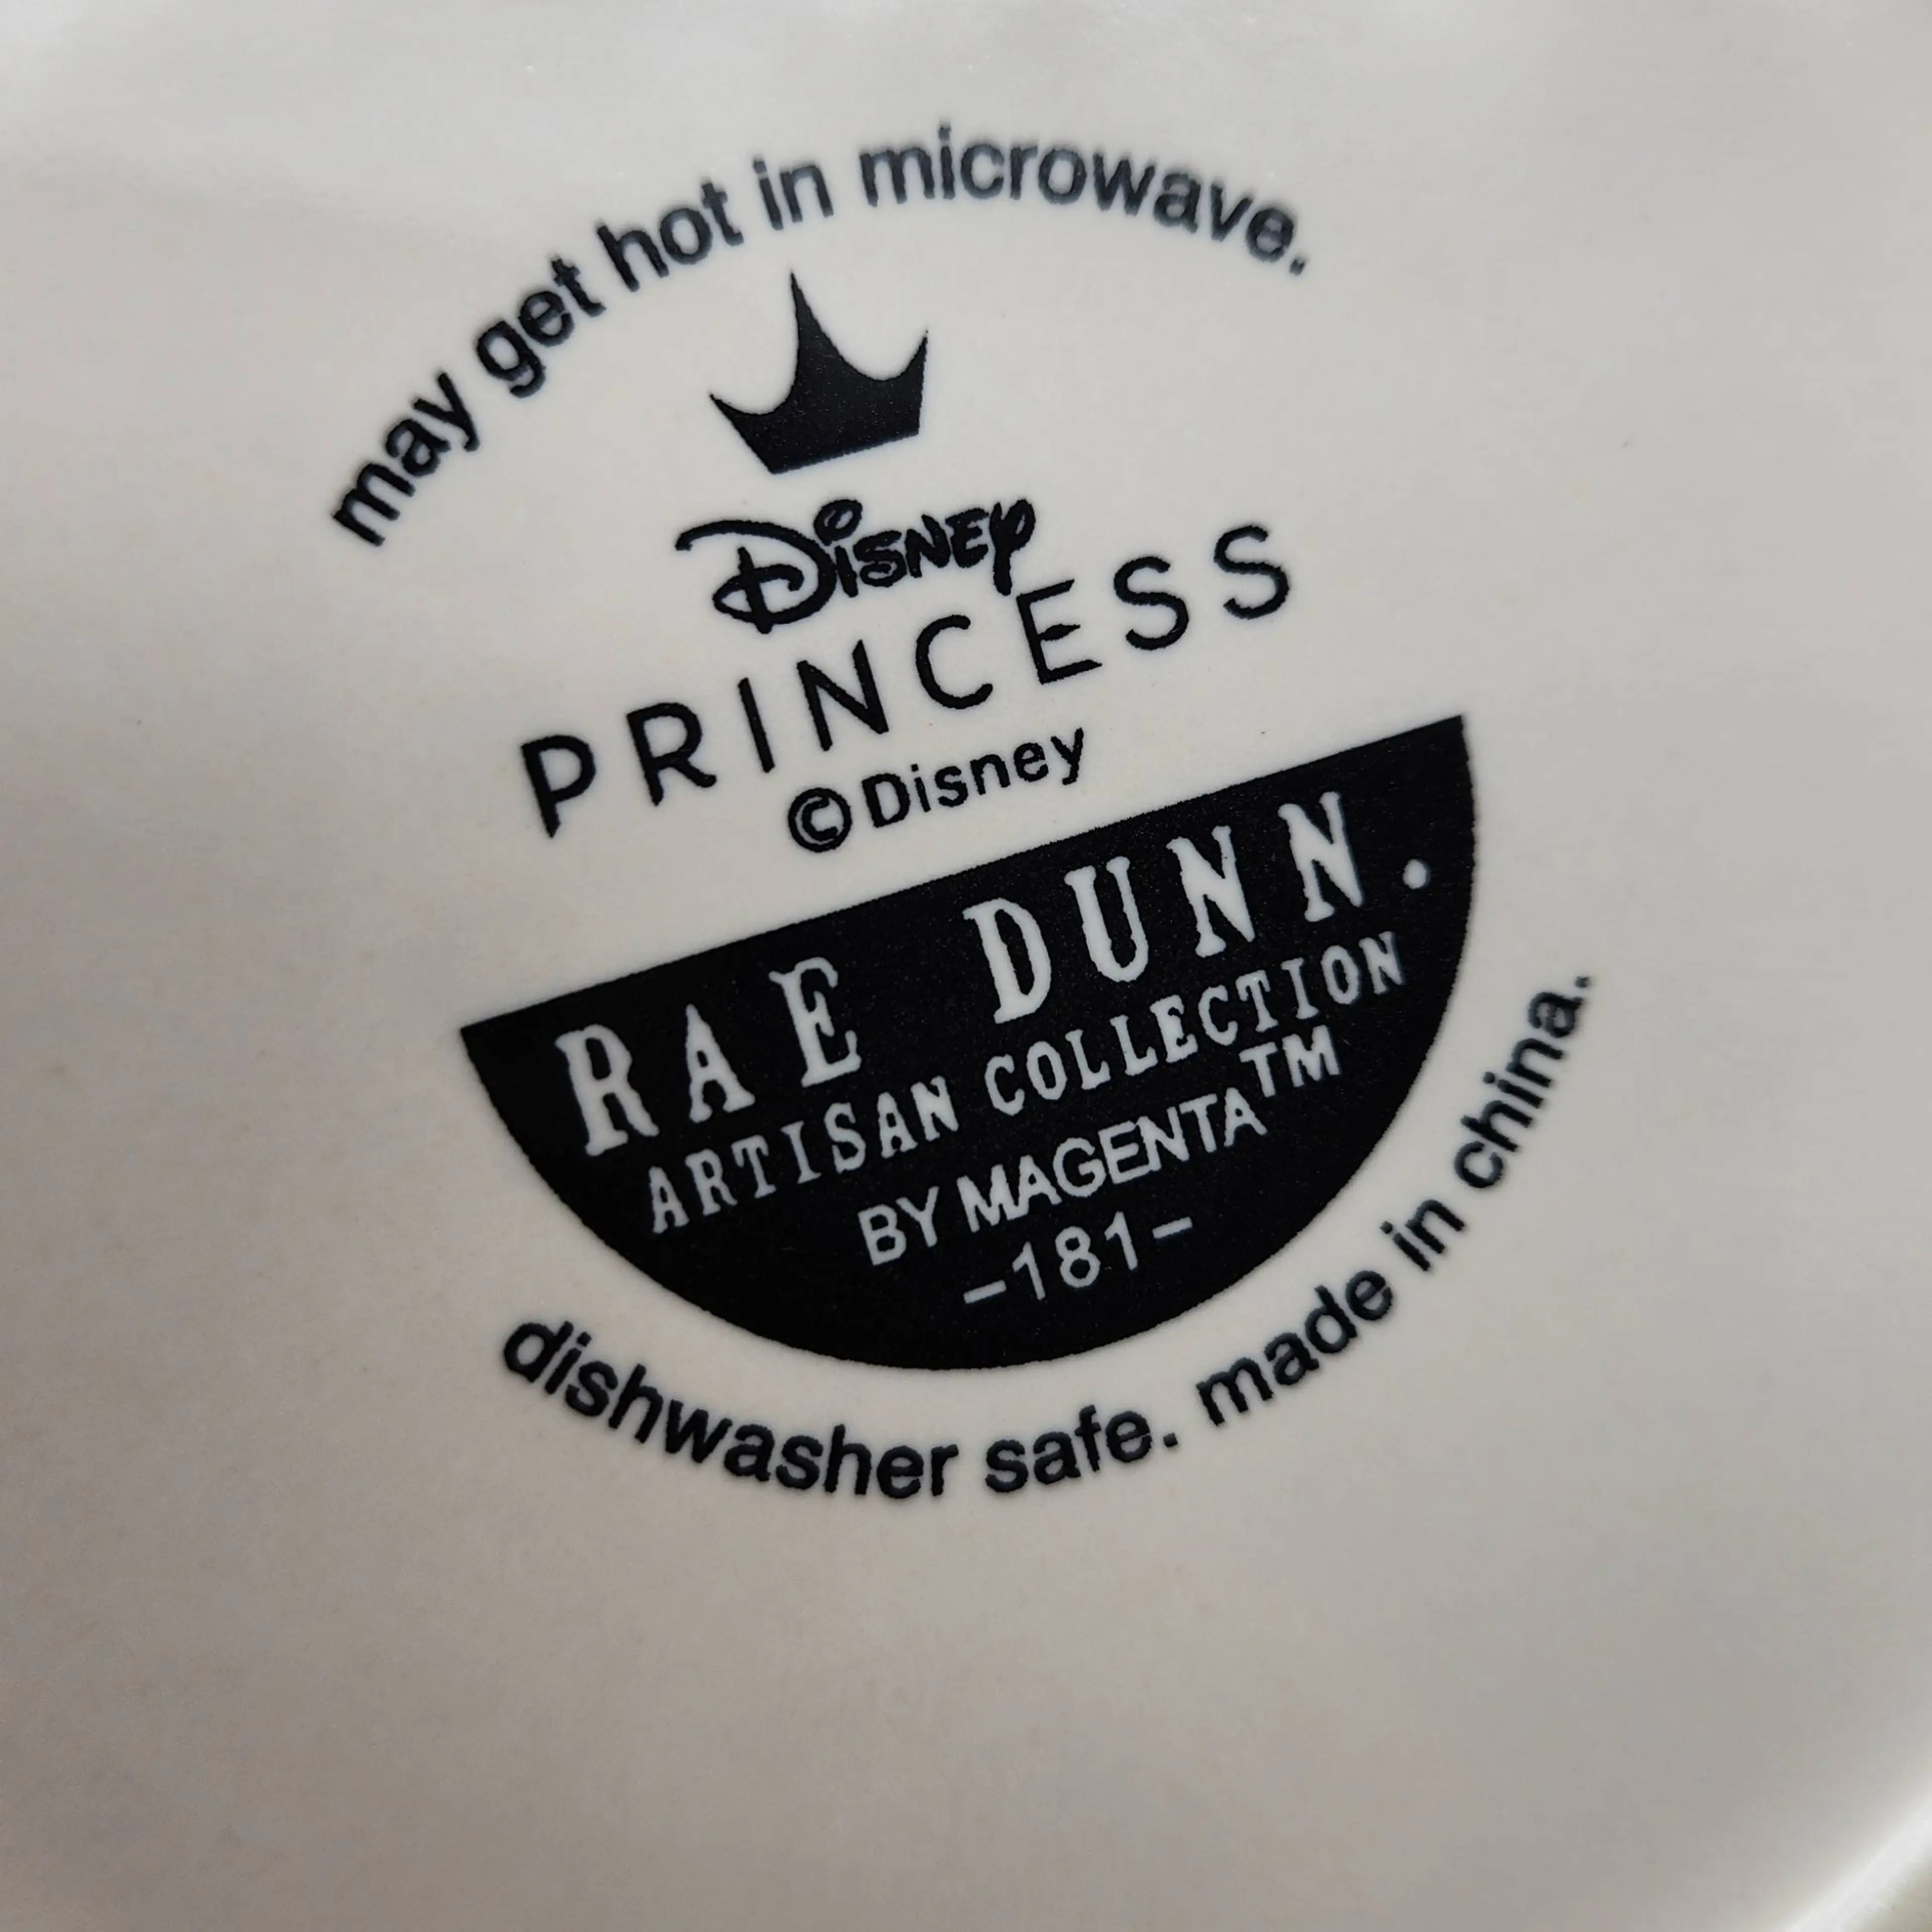 may get hot in microwave.
Disney
PRINCESS
©Disney
RAE DUNN.
ARTISAN COLLECTION
BY MAGENTA™
-181-
dishwasher safe. made in china.